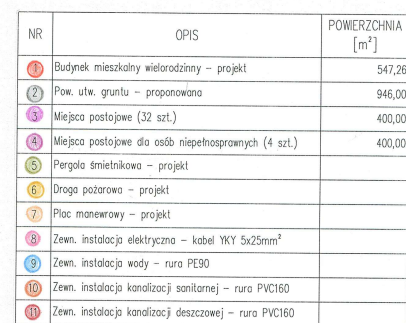 NR OPIS POWIERZCHNIA [m²]
1 Budynek mieszkalny wielorodzinny – projekt 547,26
2 Pow. utw. gruntu – proponowana 946,00
3 Miejsca postojowe (32 szt.) 400,00
4 Miejsca postojowe dla osób niepełnosprawnych (4 szt.) 400,00
5 Pergola śmietnikowa – projekt
6 Droga pożarowa – projekt
7 Plac manewrowy – projekt
8 Zewn. instalacja elektryczna – kabel YKY 5x25mm²
9 Zewn. instalacja wody – rura PE90
10 Zewn. instalacja kanalizacji sanitarnej – rura PVC160
11 Zewn. instalacja kanalizacji deszczowej – rura PVC160